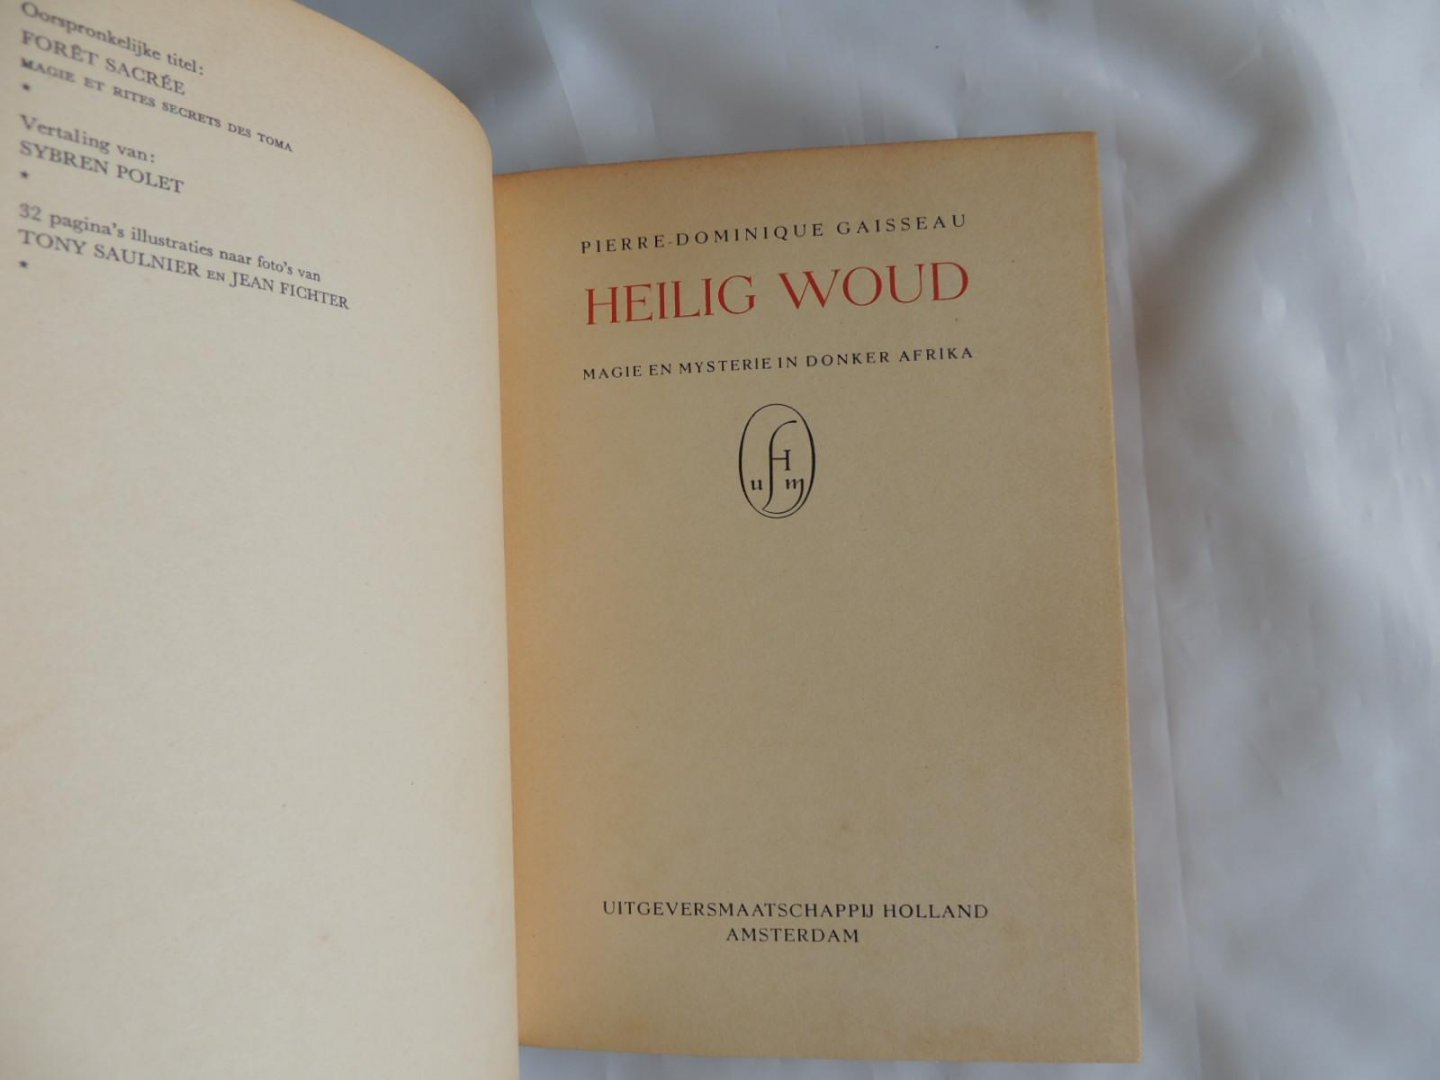 Oorspronkelijke titel:
FORÊT SACRÉE
MAGIE ET RITES SECRETS DES TOMA
*
Vertaling van:
SYBREN POLET
*
32 pagina's illustraties naar foto's van
TONY SAULNIER EN JEAN FICHTER
*
PIERRE-DOMINIQUE GAISSEAU
HEILIG WOUD
MAGIE EN MYSTERIE IN DONKER AFRIKA
H
u m
UITGEVERSMAATSCHAPPIJ HOLLAND
AMSTERDAM